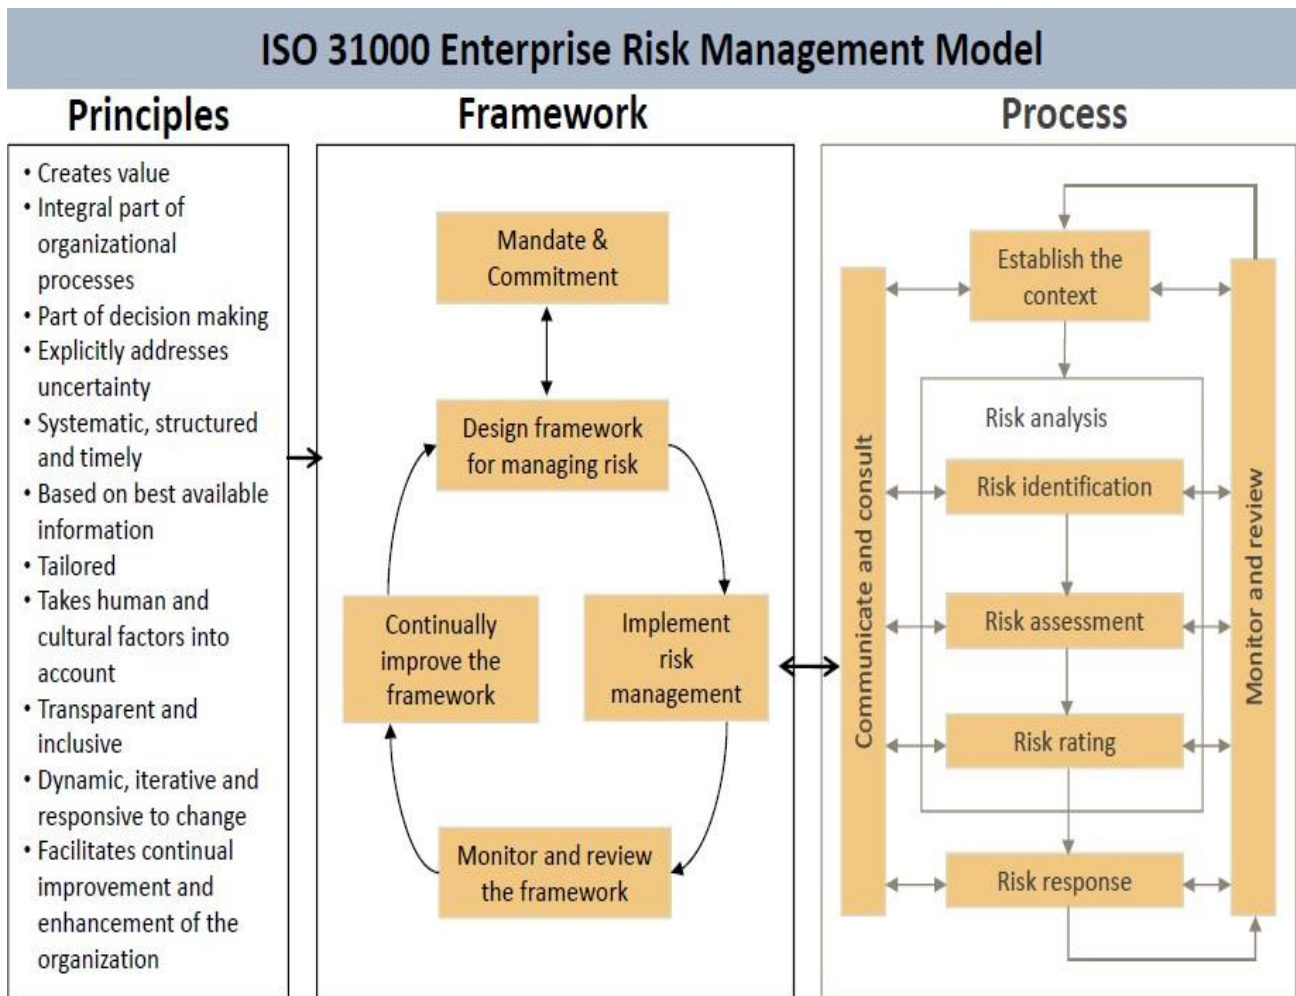 ISO 31000 Enterprise Risk Management Model
Principles
• Creates value
• Integral part of
organizational
processes
• Part of decision making
• Explicitly addresses
uncertainty
• Systematic, structured
and timely
• Based on best available
information
• Tailored
• Takes human and
cultural factors into
account
• Transparent and
inclusive
• Dynamic, iterative and
responsive to change
• Facilitates continual
improvement and
enhancement of the
organization
Framework
Mandate &
Commitment
Design framework
for managing risk
Implement
risk
management
Monitor and review
the framework
Continually
improve the
framework
Process
Communicate and consult
Establish the
context
Risk analysis
Risk identification
Risk assessment
Risk rating
Risk response
Monitor and review